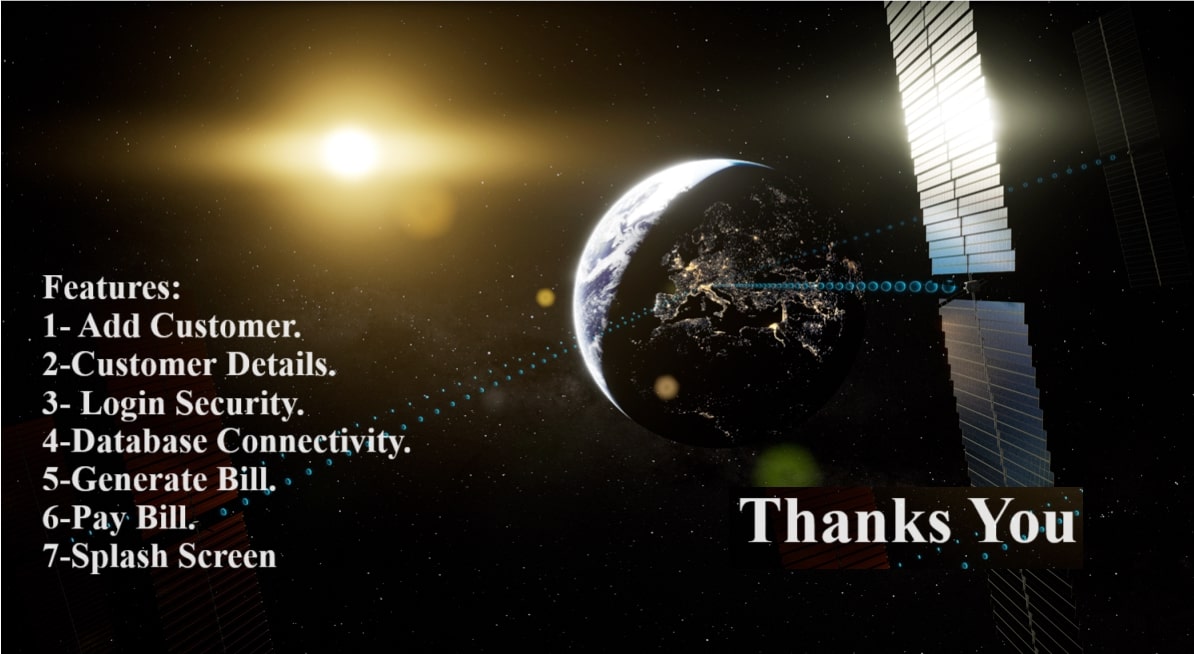 Features:
1- Add Customer.
2-Customer Details.
3- Login Security.
4-Database Connectivity.
5-Generate Bill.
6-Pay Bill.
7-Splash Screen
Thanks You